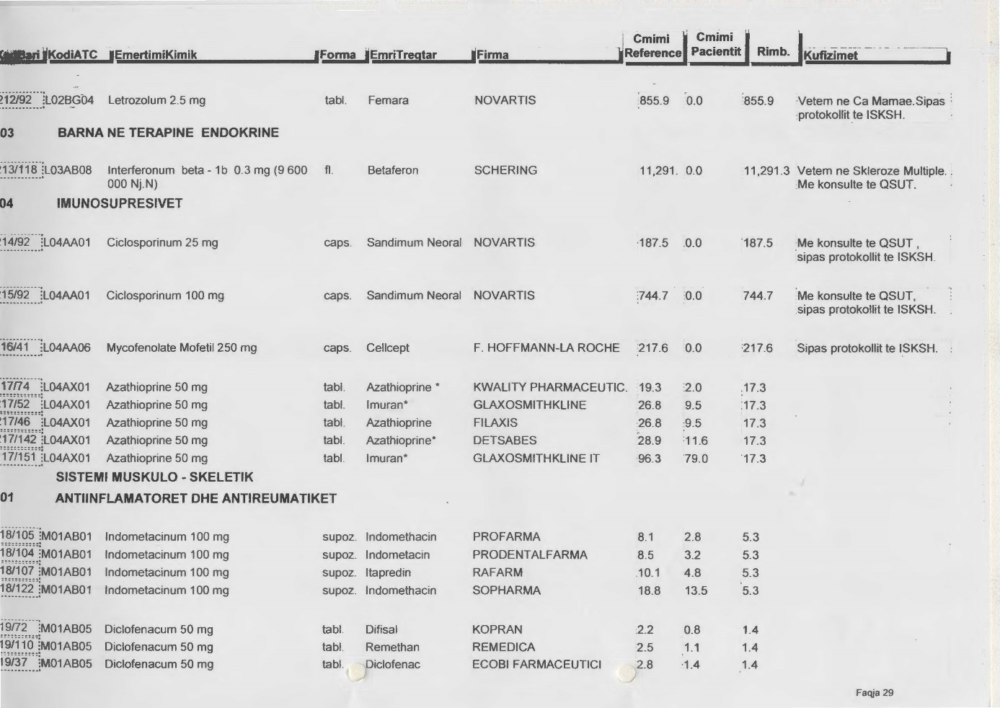 Bari KodiATC EmertimiKimik Forma EmriTregtar Firma Cmimi Reference Cmimi Pacientit Rimb. Kufizimet
212/92 L02BG04 Letrozolum 2.5 mg tabl. Femara NOVARTIS 855.9 0.0 855.9 Vetem ne Ca Mamae.Sipas
protokollit te ISKSH.
03 BARNA NE TERAPINE ENDOKRINE
213/118 L03AB08 Interferonum beta - 1b 0.3 mg (9 600 fl. Betaferon SCHERING 11,291. 0.0 11,291.3 Vetem ne Skleroze Multiple.
000 Nj.N) Me konsulte te QSUT.
04 IMUNOSUPRESIVET
14/92 L04AA01 Ciclosporinum 25 mg caps. Sandimum Neoral NOVARTIS 187.5 0.0 187.5 Me konsulte te QSUT ,
sipas protokollit te ISKSH.
15/92 L04AA01 Ciclosporinum 100 mg caps. Sandimum Neoral NOVARTIS 744.7 0.0 744.7 Me konsulte te QSUT,
sipas protokollit te ISKSH.
16/41 L04AA06 Mycofenolate Mofetil 250 mg caps. Cellcept F. HOFFMANN-LA ROCHE 217.6 0.0 217.6 Sipas protokollit te ISKSH.
17/74 L04AX01 Azathioprine 50 mg tabl. Azathioprine * KWALITY PHARMACEUTIC. 19.3 2.0 17.3
17/52 L04AX01 Azathioprine 50 mg tabl. Imuran* GLAXOSMITHKLINE 26.8 9.5 17.3
17/46 L04AX01 Azathioprine 50 mg tabl. Azathioprine FILAXIS 26.8 9.5 17.3
17/142 L04AX01 Azathioprine 50 mg tabl. Azathioprine* DETSABES 28.9 11.6 17.3
17/151 L04AX01 Azathioprine 50 mg tabl. Imuran* GLAXOSMITHKLINE IT 96.3 79.0 17.3
SISTEMI MUSKULO - SKELETIK
01 ANTIINFLAMATORET DHE ANTIREUMATIKET
18/105 M01AB01 Indometacinum 100 mg supoz. Indomethacin PROFARMA 8.1 2.8 5.3
18/104 M01AB01 Indometacinum 100 mg supoz. Indometacin PRODENTALFARMA 8.5 3.2 5.3
18/107 M01AB01 Indometacinum 100 mg supoz. Itapredin RAFARM 10.1 4.8 5.3
18/122 M01AB01 Indometacinum 100 mg supoz. Indomethacin SOPHARMA 18.8 13.5 5.3
19/72 M01AB05 Diclofenacum 50 mg tabl. Difisal KOPRAN 2.2 0.8 1.4
19/110 M01AB05 Diclofenacum 50 mg tabl. Remethan REMEDICA 2.5 1.1 1.4
19/37 M01AB05 Diclofenacum 50 mg tabl. Diclofenac ECOBI FARMACEUTICI 2.8 1.4 1.4
Faqja 29